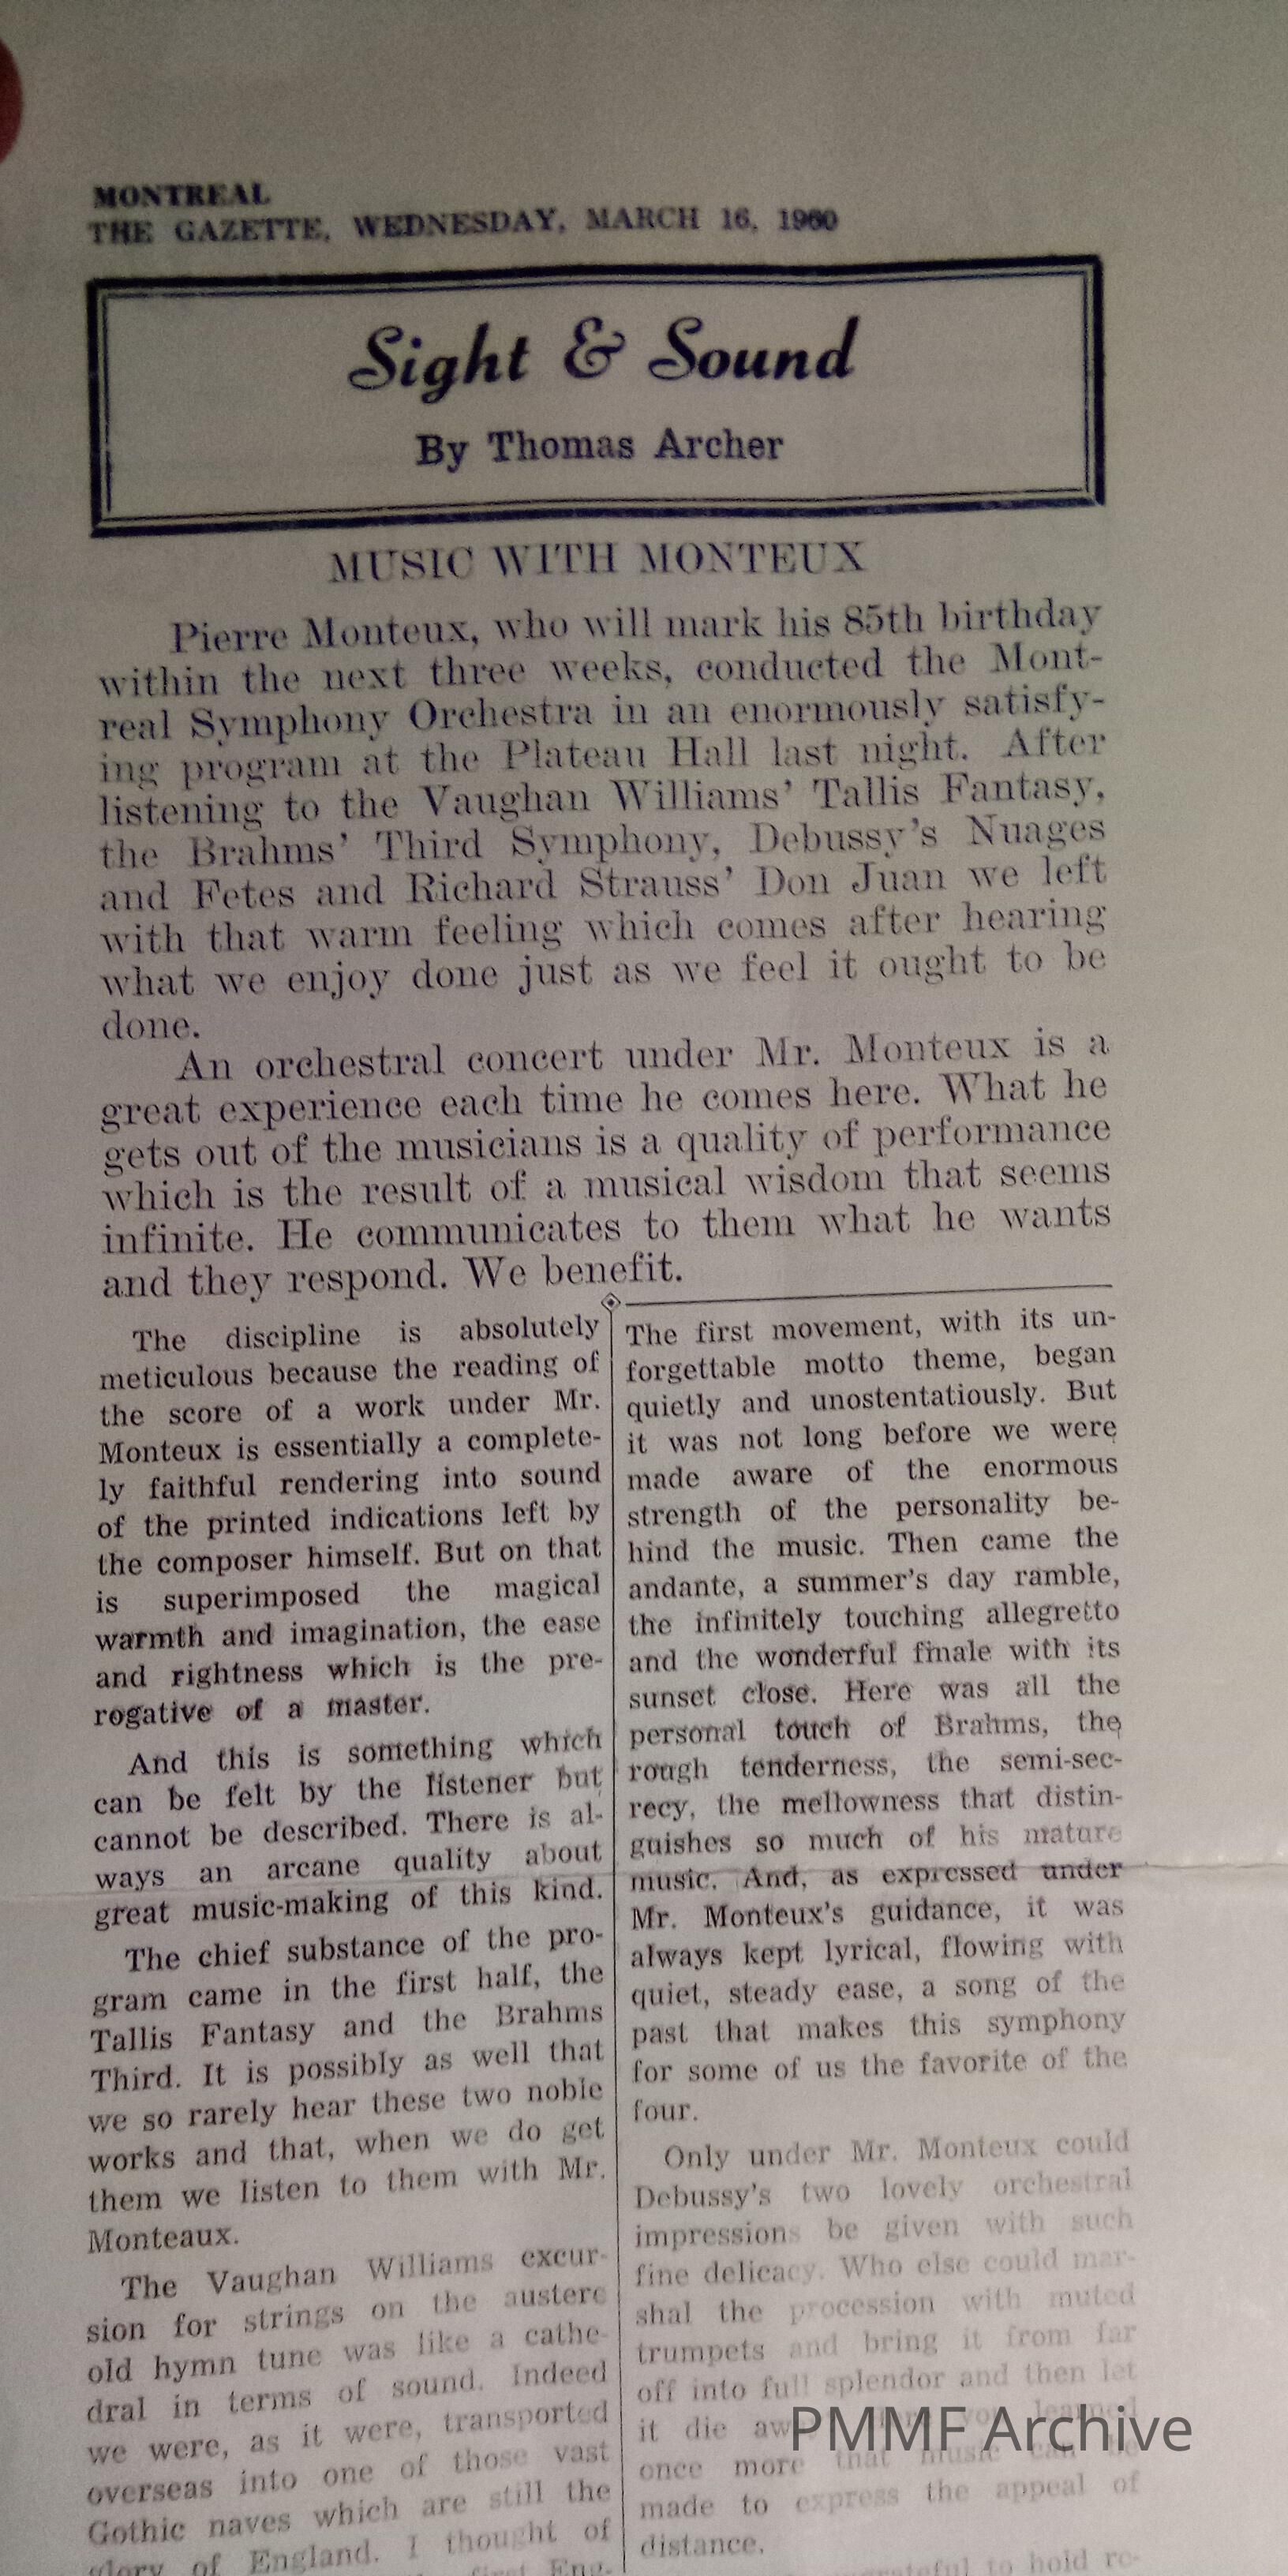 MONTREAL
THE GAZETTE, WEDNESDAY, MARCH 16, 1960
Sight & Sound
By Thomas Archer
MUSIC WITH MONTEUX
Pierre Monteux, who will mark his 85th birthday
within the next three weeks, conducted the Mont-
real Symphony Orchestra in an enormously satisfy-
ing program at the Plateau Hall last night. After
listening to the Vaughan Williams' Tallis Fantasy,
the Brahms' Third Symphony, Debussy's Nuages
and Fetes and Richard Strauss' Don Juan we left
with that warm feeling which comes after hearing
what we enjoy done just as we feel it ought to be
done.
An orchestral concert under Mr. Monteux is a
great experience each time he comes here. What he
gets out of the musicians is a quality of performance
which is the result of a musical wisdom that seems
infinite. He communicates to them what he wants
and they respond. We benefit.
The discipline is absolutely
meticulous because the reading of
the score of a work under Mr.
Monteux is essentially a complete-
ly faithful rendering into sound
of the printed indications left by
the composer himself. But on that
is superimposed the magical
warmth and imagination, the ease
and rightness which is the pre-
rogative of a master.
And this is something which
can be felt by the listener but
cannot be described. There is al-
ways an arcane quality about
great music-making of this kind.
The chief substance of the pro-
gram came in the first half, the
Tallis Fantasy and the Brahms
Third. It is possibly as well that
we so rarely hear these two noble
works and that, when we do get
them we listen to them with Mr.
Monteaux.
The Vaughan Williams excur-
sion for strings on the austere
old hymn tune was like a cathe-
dral in terms of sound. Indeed
we were, as it were, transported
overseas into one of those vast
Gothic naves which are still the
glory of England. I thought of
first Eng-
The first movement, with its un-
forgettable motto theme, began
quietly and unostentatiously. But
it was not long before we were
made aware of the enormous
strength of the personality be-
hind the music. Then came the
andante, a summer's day ramble,
the infinitely touching allegretto
and the wonderful finale with its
sunset close. Here was all the
personal touch of Brahms, the
rough tenderness, the semi-sec-
recy, the mellowness that distin-
guishes so much of his mature
music. And, as expressed under
Mr. Monteux's guidance, it was
always kept lyrical, flowing with
quiet, steady ease, a song of the
past that makes this symphony
for some of us the favorite of the
four.
Only under Mr. Monteux could
Debussy's two lovely orchestral
impressions be given with such
fine delicacy. Who else could mar-
shal the procession with muted
trumpets and bring it from far
off into full splendor and then let
it die you learned
once more that music can be
made to express the appeal of
distance.
grateful to hold re-
PMMF Archive